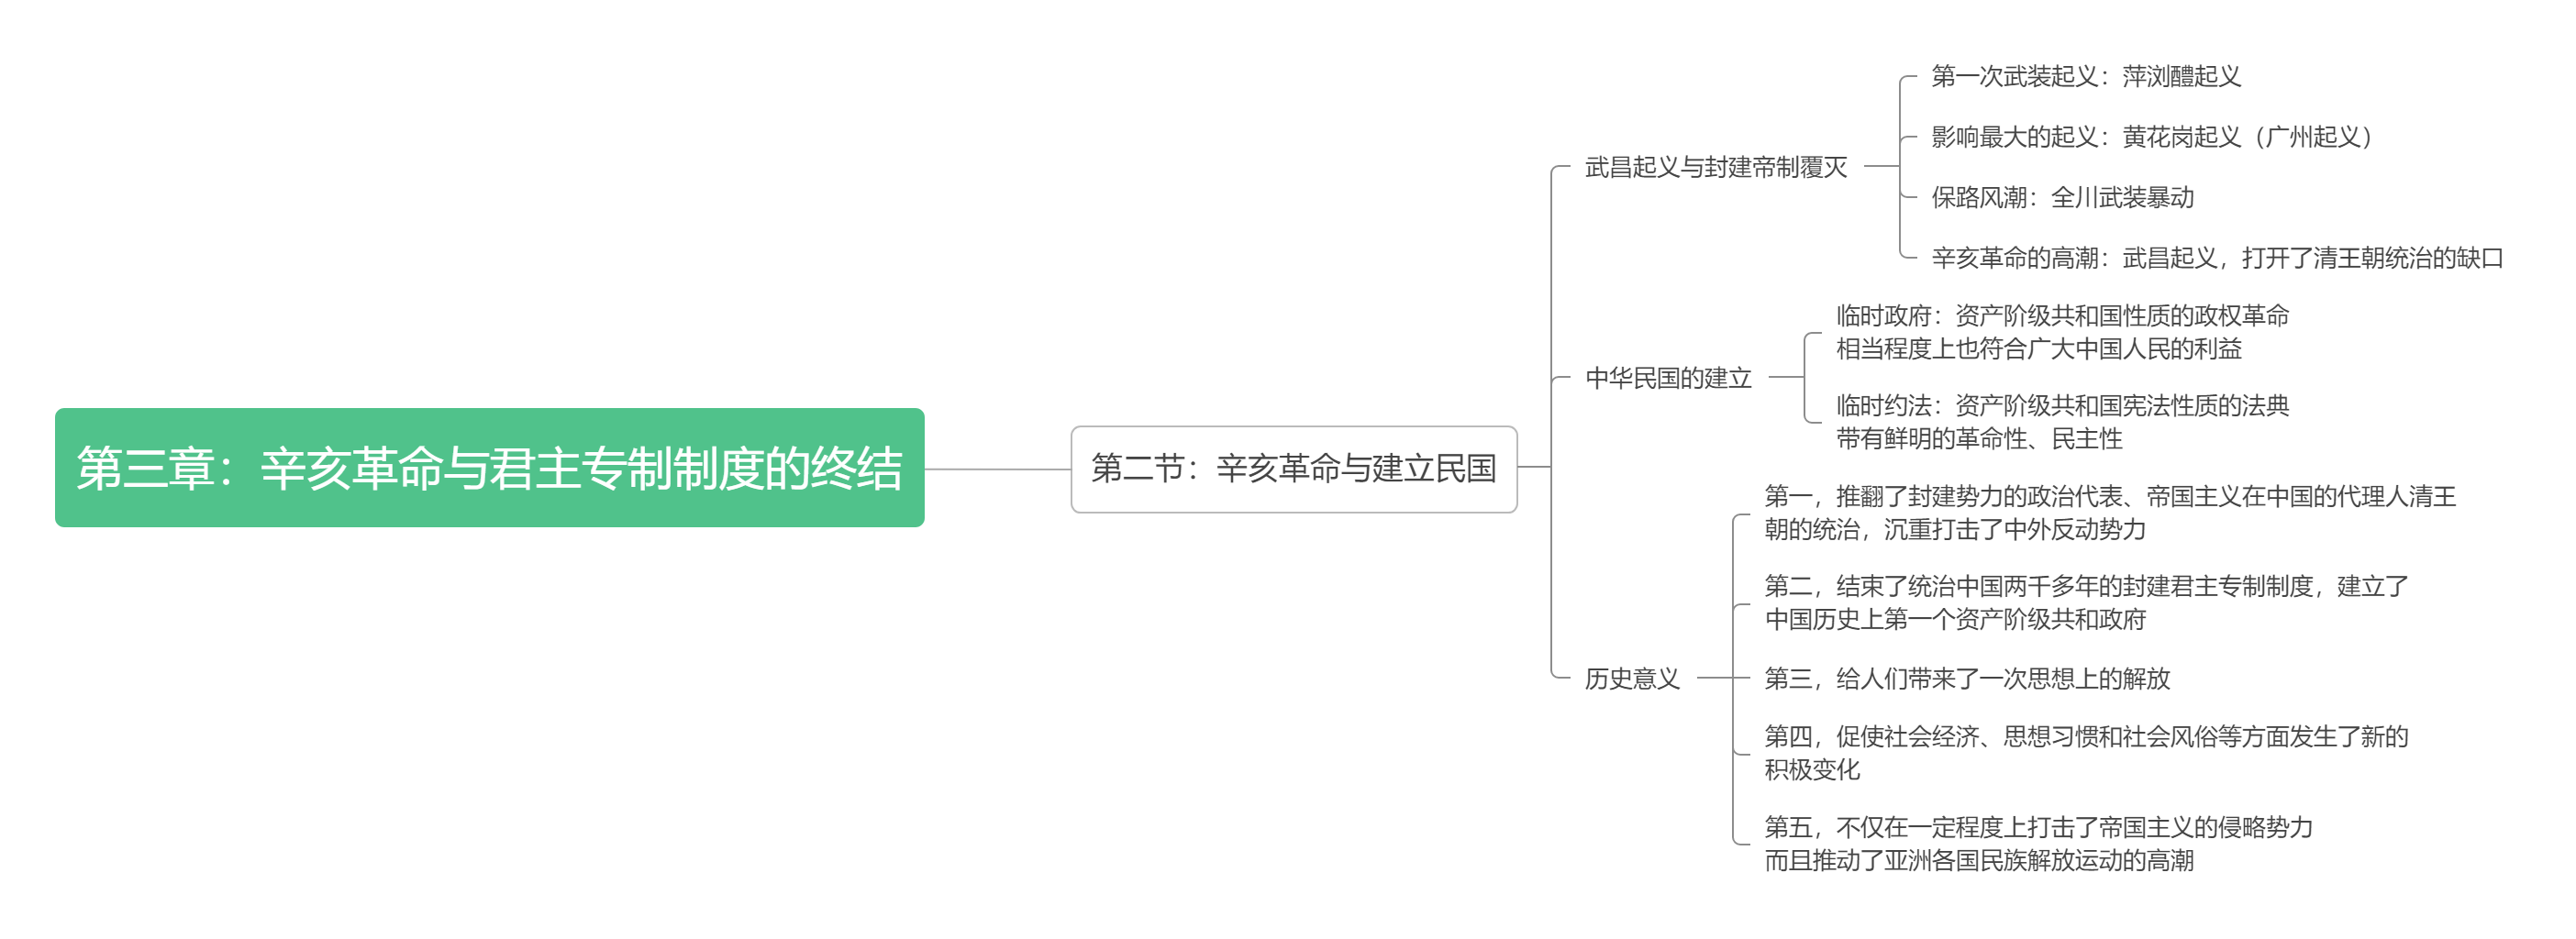 第三章：辛亥革命与君主专制制度的终结
第二节：辛亥革命与建立民国
武昌起义与封建帝制覆灭
第一次武装起义：萍浏醴起义
影响最大的起义：黄花岗起义（广州起义）
保路风潮：全川武装暴动
辛亥革命的高潮：武昌起义，打开了清王朝统治的缺口
中华民国的建立
临时政府：资产阶级共和国性质的政权革命
相当程度上也符合广大中国人民的利益
临时约法：资产阶级共和国宪法性质的法典
带有鲜明的革命性、民主性
历史意义
第一，推翻了封建势力的政治代表、帝国主义在中国的代理人清王
朝的统治，沉重打击了中外反动势力
第二，结束了统治中国两千多年的封建君主专制制度，建立了
中国历史上第一个资产阶级共和政府
第三，给人们带来了一次思想上的解放
第四，促使社会经济、思想习惯和社会风俗等方面发生了新的
积极变化
第五，不仅在一定程度上打击了帝国主义的侵略势力
而且推动了亚洲各国民族解放运动的高潮